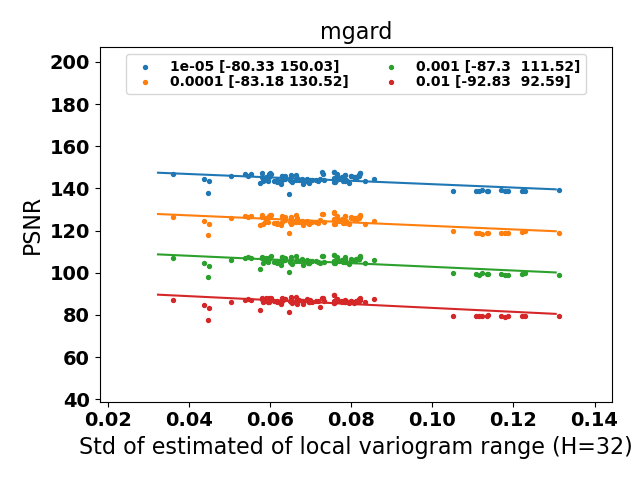 mgard
1e-05 [-80.33 150.03]
0.0001 [-83.18 130.52]
0.001 [-87.3  111.52]
0.01 [-92.83  92.59]
PSNR
200
180
160
140
120
100
80
60
40
0.02 0.04 0.06 0.08 0.10 0.12 0.14
Std of estimated of local variogram range (H=32)